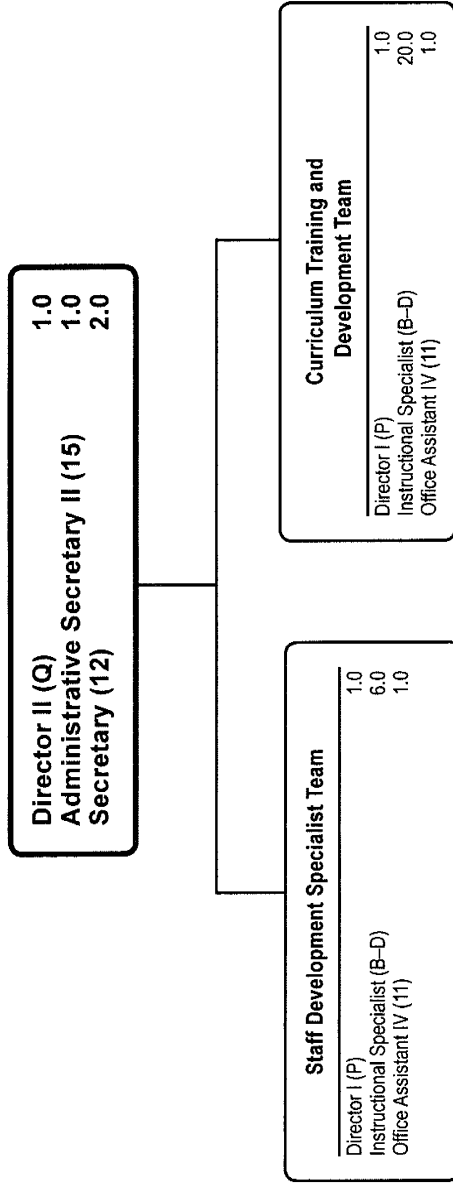 Director II (Q) 1.0
Administrative Secretary II (15) 1.0
Secretary (12) 2.0
Staff Development Specialist Team
Director I (P) 1.0
Instructional Specialist (B–D) 6.0
Office Assistant IV (11) 1.0
Curriculum Training and
Development Team
Director I (P) 1.0
Instructional Specialist (B–D) 20.0
Office Assistant IV (11) 1.0